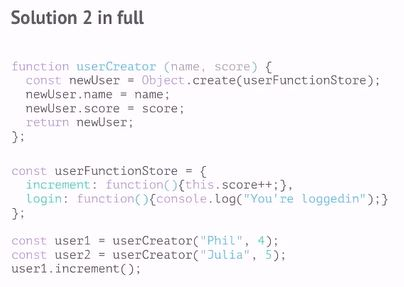 Solution 2 in full
function userCreator (name, score) {
  const newUser = Object.create(userFunctionStore);
  newUser.name = name;
  newUser.score = score;
  return newUser;
};
const userFunctionStore = {
  increment: function(){this.score++;},
  login: function(){console.log("You're loggedin");}
};
const user1 = userCreator("Phil", 4);
const user2 = userCreator("Julia", 5);
user1.increment();